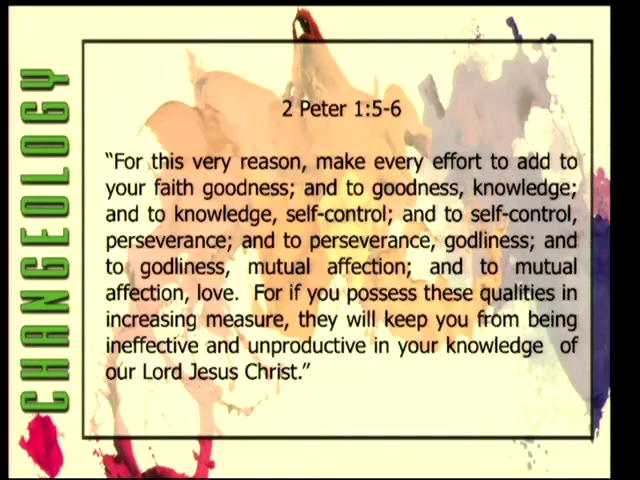 CHANGEOLOGY
2 Peter 1:5-6
“For this very reason, make every effort to add to
your faith goodness; and to goodness, knowledge;
and to knowledge, self-control; and to self-control,
perseverance; and to perseverance, godliness; and
to godliness, mutual affection; and to mutual
affection, love. For if you possess these qualities in
increasing measure, they will keep you from being
ineffective and unproductive in your knowledge of
our Lord Jesus Christ.”